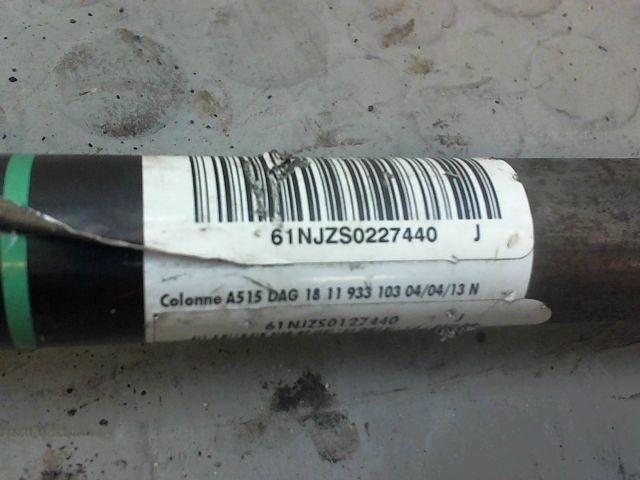 61NJZS0227440 J
Colonne A515 DAG 18 11 933 103 04/04/13 N
61NJZS0127440 J